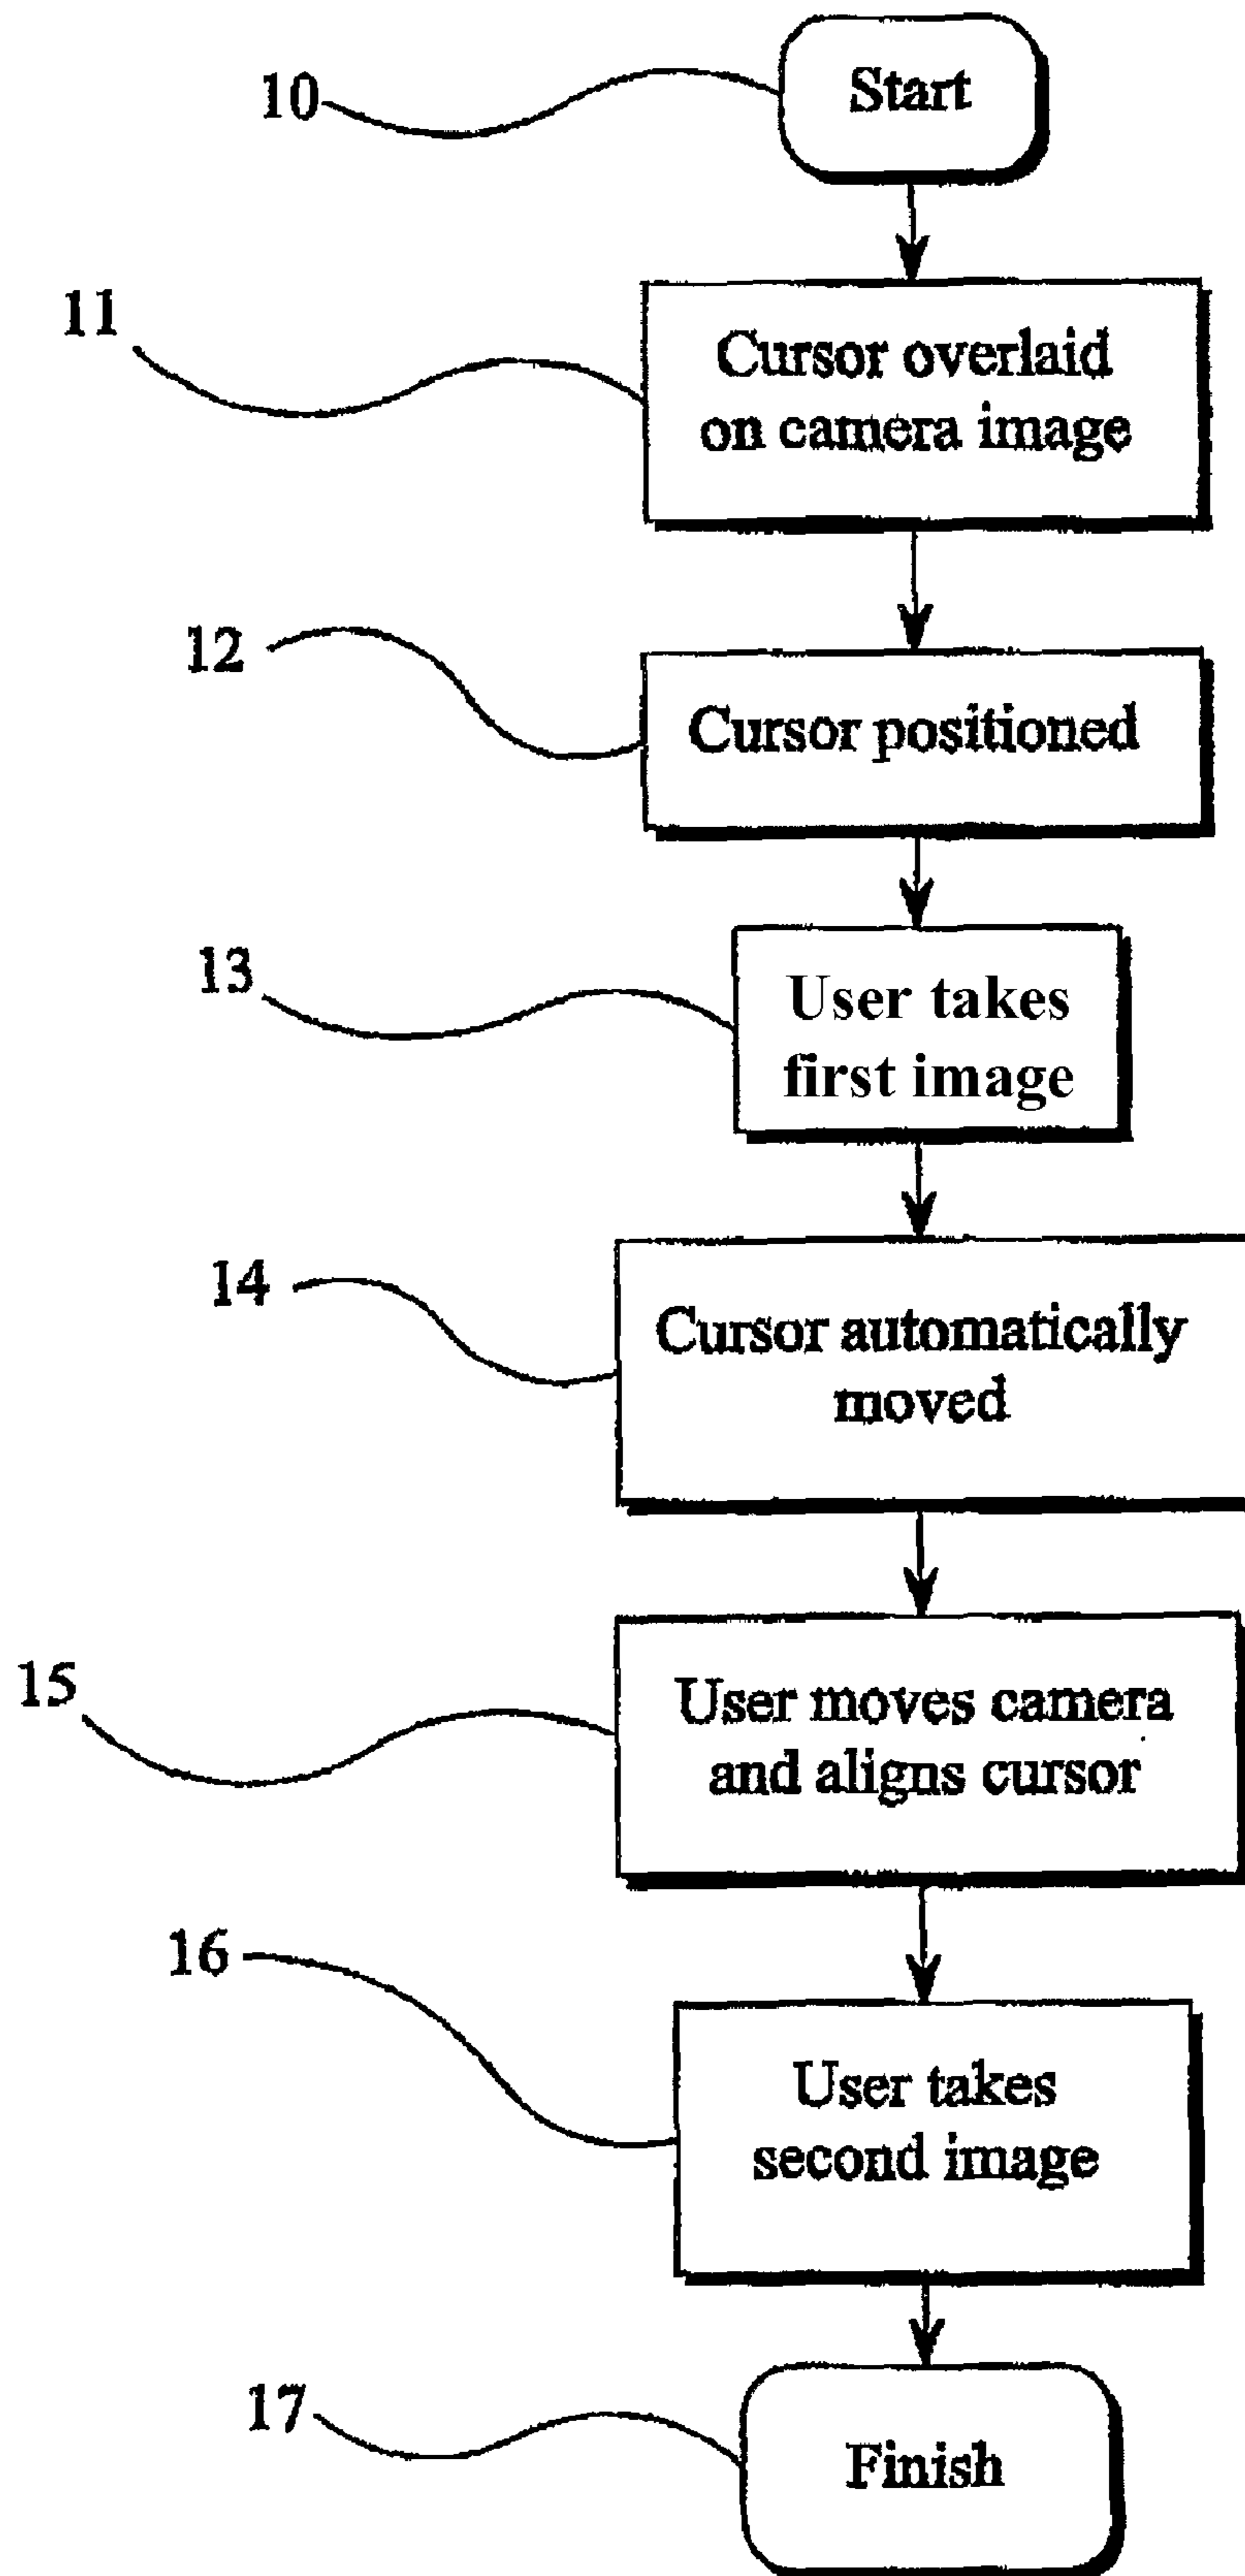 10
Start
11
Cursor overlaid
on camera image
12
Cursor positioned
13
User takes
first image
14
Cursor automatically
moved
15
User moves camera
and aligns cursor
16
User takes
second image
17
Finish